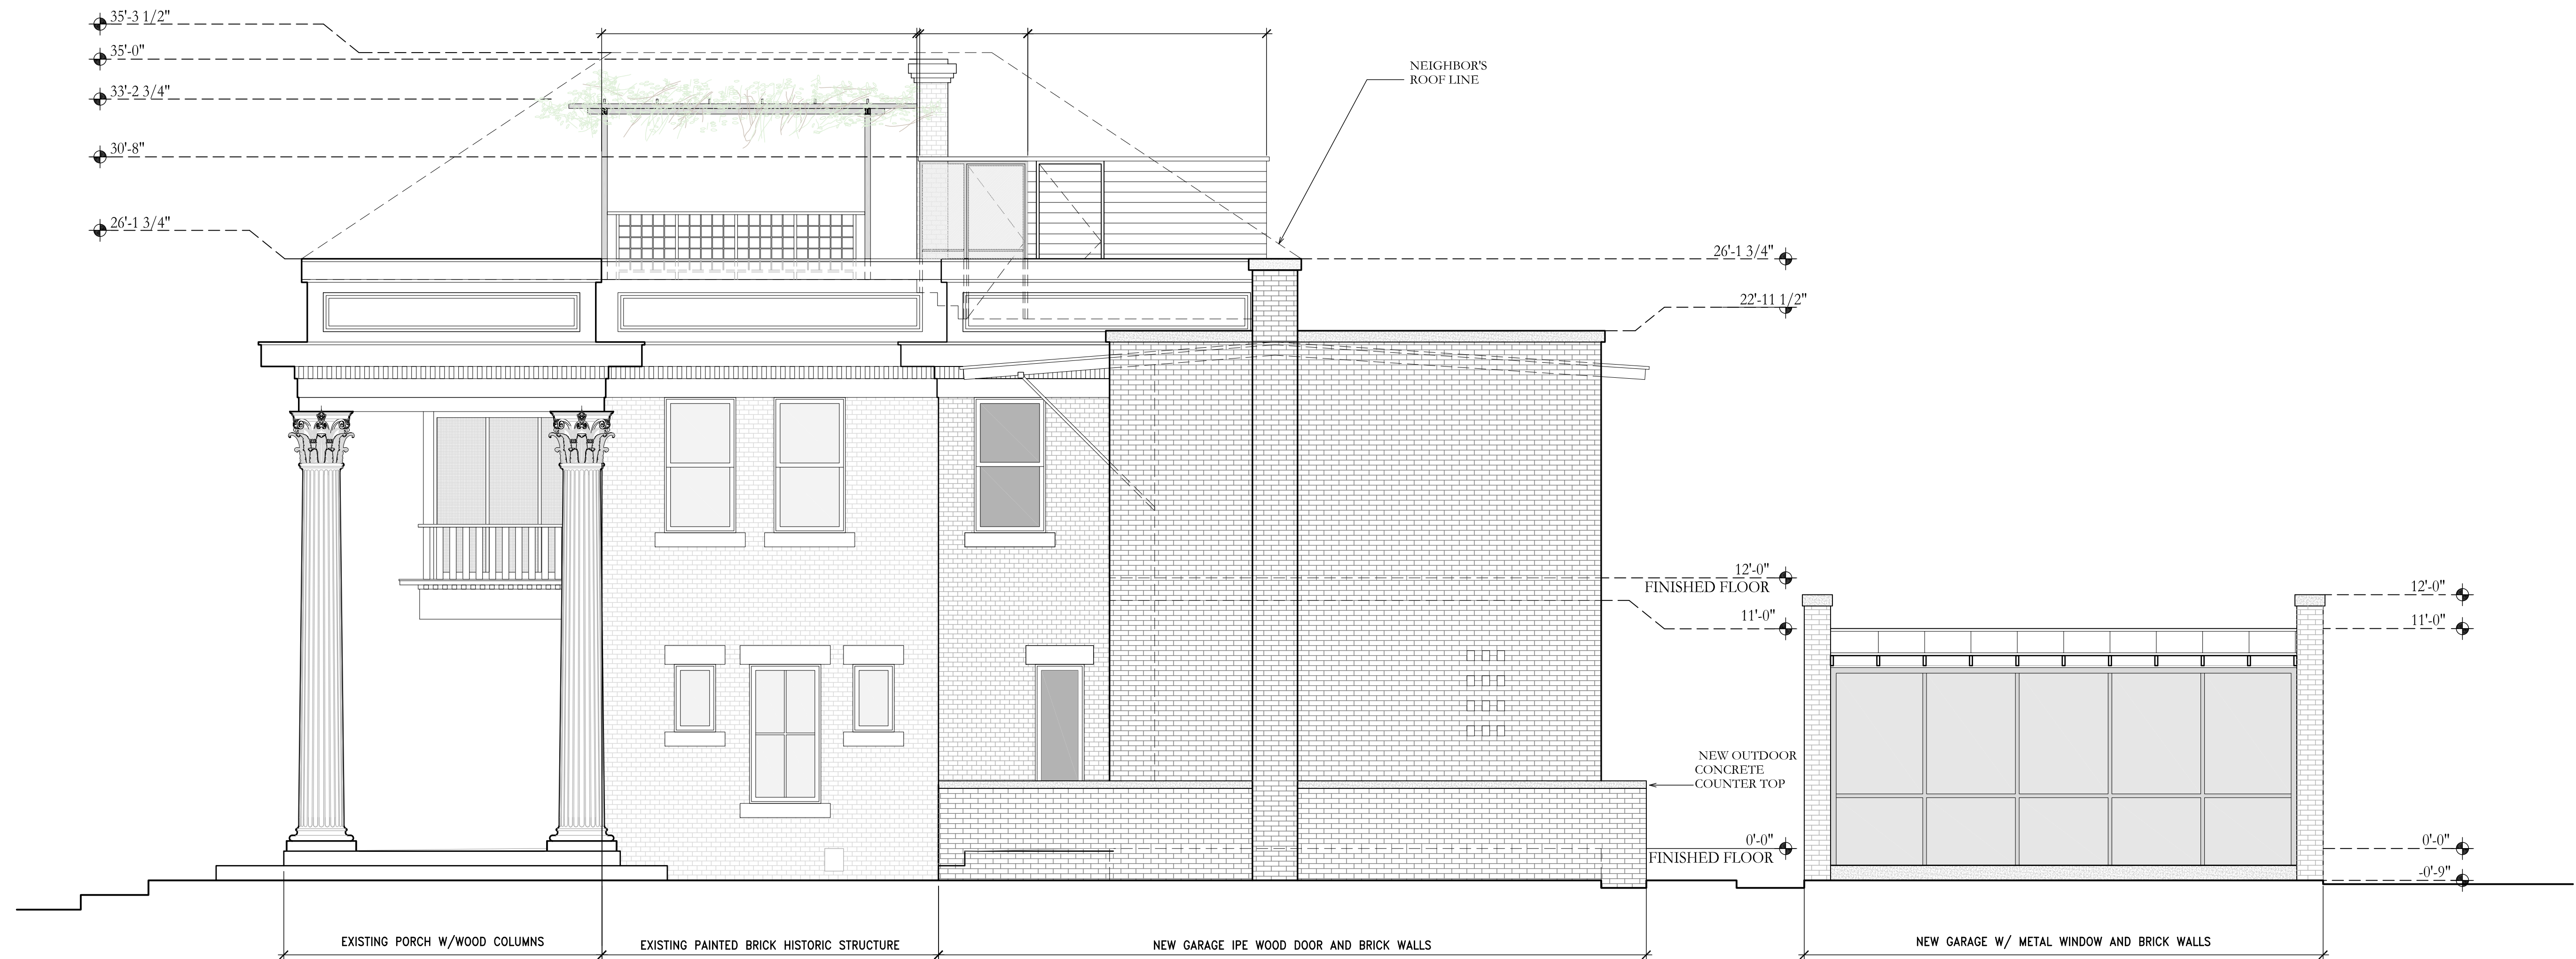 35'-3 1/2"
35'-0"
33'-2 3/4"
30'-8"
26'-1 3/4"
NEIGHBOR'S
ROOF LINE
26'-1 3/4"
22'-11 1/2"
12'-0"
FINISHED FLOOR
11'-0"
NEW OUTDOOR
CONCRETE
COUNTER TOP
0'-0"
FINISHED FLOOR
12'-0"
11'-0"
0'-0"
-0'-9"
EXISTING PORCH W/WOOD COLUMNS
EXISTING PAINTED BRICK HISTORIC STRUCTURE
NEW GARAGE IPE WOOD DOOR AND BRICK WALLS
NEW GARAGE W/ METAL WINDOW AND BRICK WALLS